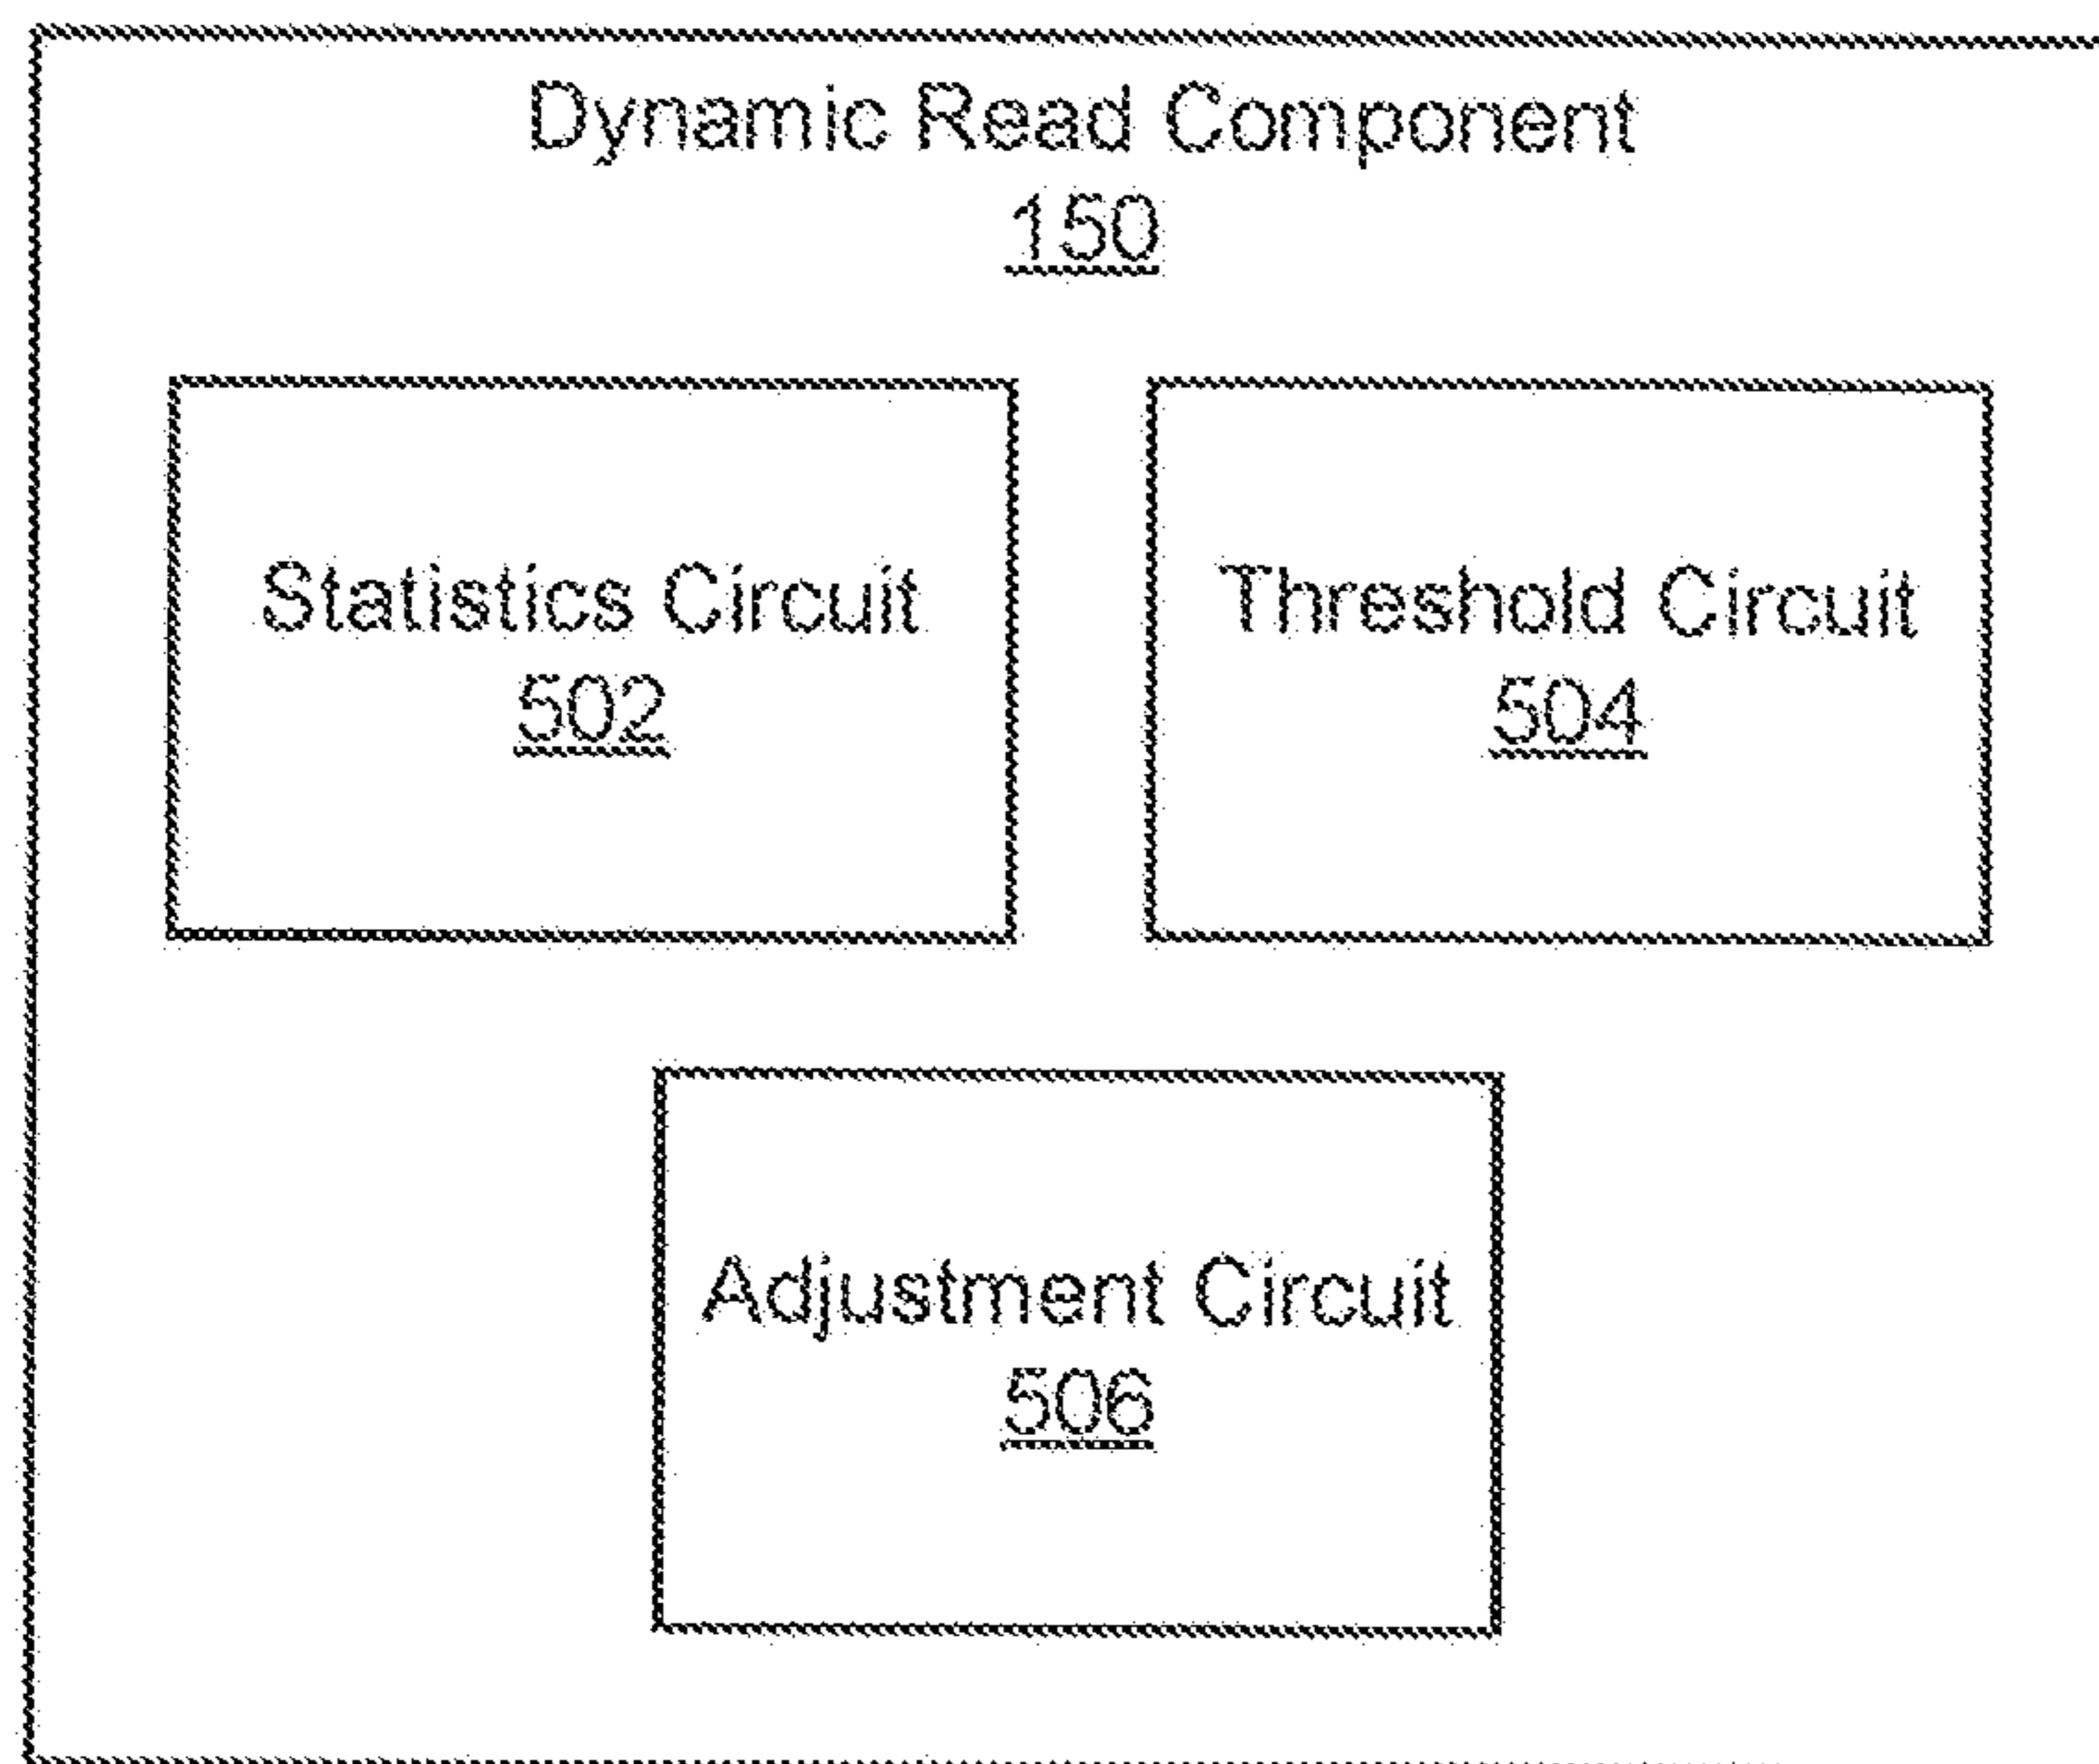 Dynamic Read Component
150
Statistics Circuit
502
Threshold Circuit
504
Adjustment Circuit
506